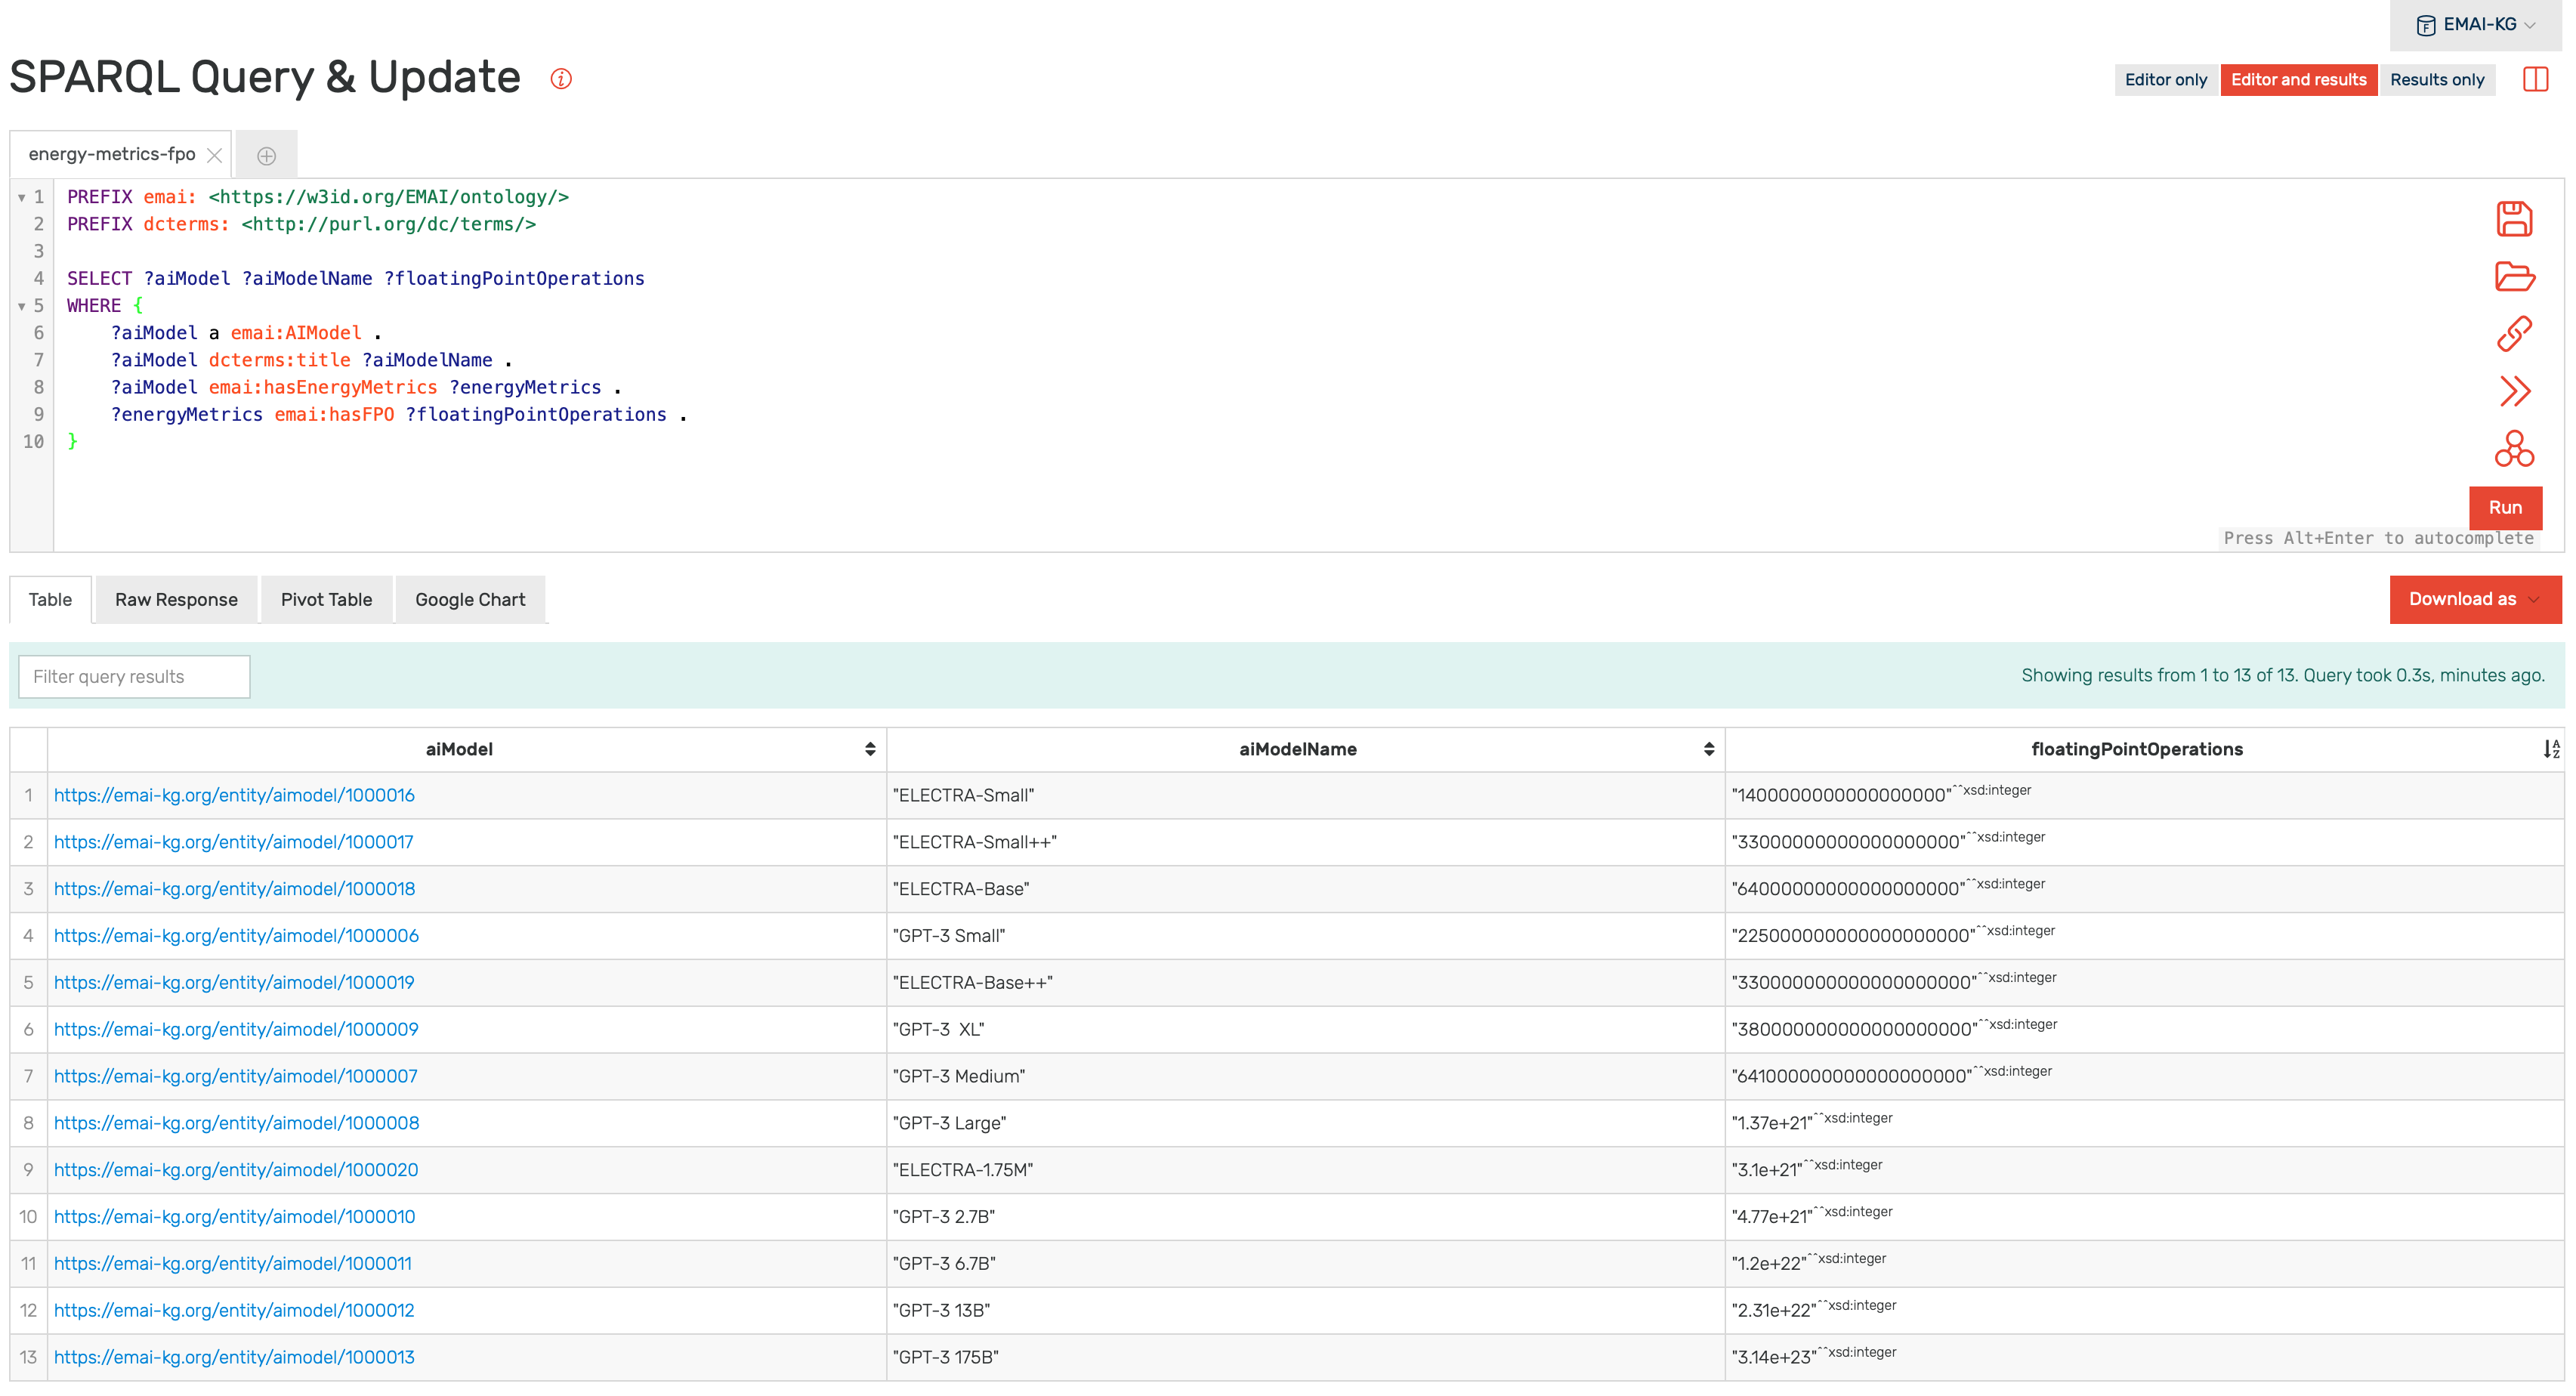 EMAI-KG
SPARQL Query & Update
Editor only Editor and results Results only
energy-metrics-fpo
1 PREFIX emai: <https://w3id.org/EMAI/ontology/>
2 PREFIX dcterms: <http://purl.org/dc/terms/>
3
4 SELECT ?aiModel ?aiModelName ?floatingPointOperations
5 WHERE {
6 ?aiModel a emai:AIModel .
7 ?aiModel dcterms:title ?aiModelName .
8 ?aiModel emai:hasEnergyMetrics ?energyMetrics .
9 ?energyMetrics emai:hasFPO ?floatingPointOperations .
10 }
Run
Press Alt+Enter to autocomplete
Table Raw Response Pivot Table Google Chart Download as
Filter query results Showing results from 1 to 13 of 13. Query took 0.3s, minutes ago.
aiModel aiModelName floatingPointOperations
1 https://emai-kg.org/entity/aimodel/1000016 "ELECTRA-Small" "1400000000000000000"^^xsd:integer
2 https://emai-kg.org/entity/aimodel/1000017 "ELECTRA-Small++" "33000000000000000000"^^xsd:integer
3 https://emai-kg.org/entity/aimodel/1000018 "ELECTRA-Base" "64000000000000000000"^^xsd:integer
4 https://emai-kg.org/entity/aimodel/1000006 "GPT-3 Small" "225000000000000000000"^^xsd:integer
5 https://emai-kg.org/entity/aimodel/1000019 "ELECTRA-Base++" "330000000000000000000"^^xsd:integer
6 https://emai-kg.org/entity/aimodel/1000009 "GPT-3  XL" "380000000000000000000"^^xsd:integer
7 https://emai-kg.org/entity/aimodel/1000007 "GPT-3 Medium" "641000000000000000000"^^xsd:integer
8 https://emai-kg.org/entity/aimodel/1000008 "GPT-3 Large" "1.37e+21"^^xsd:integer
9 https://emai-kg.org/entity/aimodel/1000020 "ELECTRA-1.75M" "3.1e+21"^^xsd:integer
10 https://emai-kg.org/entity/aimodel/1000010 "GPT-3 2.7B" "4.77e+21"^^xsd:integer
11 https://emai-kg.org/entity/aimodel/1000011 "GPT-3 6.7B" "1.2e+22"^^xsd:integer
12 https://emai-kg.org/entity/aimodel/1000012 "GPT-3 13B" "2.31e+22"^^xsd:integer
13 https://emai-kg.org/entity/aimodel/1000013 "GPT-3 175B" "3.14e+23"^^xsd:integer